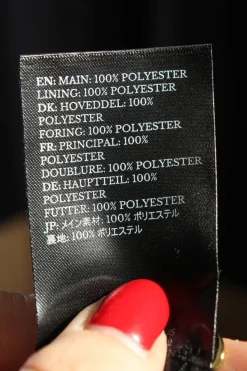 EN: MAIN: 100% POLYESTER
LINING: 100% POLYESTER
DK: HOVEDDEL: 100%
POLYESTER
FORING: 100% POLYESTER
FR: PRINCIPAL: 100%
POLYESTER
DOUBLURE: 100% POLYESTER
DE: HAUPTTEIL: 100%
POLYESTER
FUTTER: 100% POLYESTER
JP: メイン素材: 100% ポリエステル
裏地: 100% ポリエステル